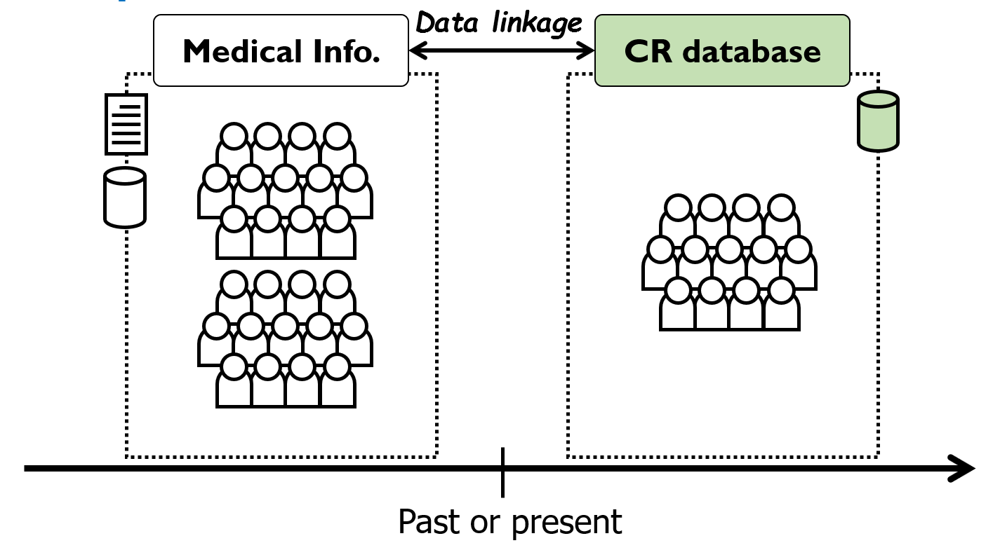 Data linkage
Medical Info.
CR database
Past or present